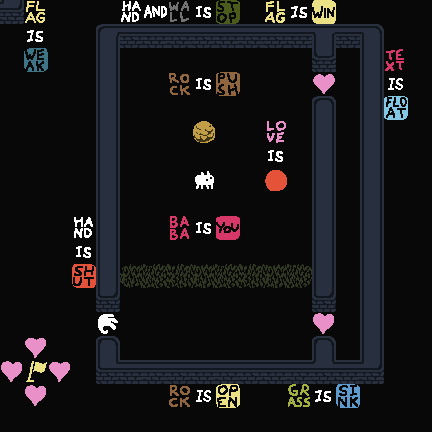 FLAG IS WEAK
HAND AND WALL IS STOP
FLAG IS WIN
ROCK IS PUSH
TEXT IS FLOAT
LOVE IS
BABA IS YOU
HAND IS SHUT
ROCK IS OPEN
GRASS IS SINK